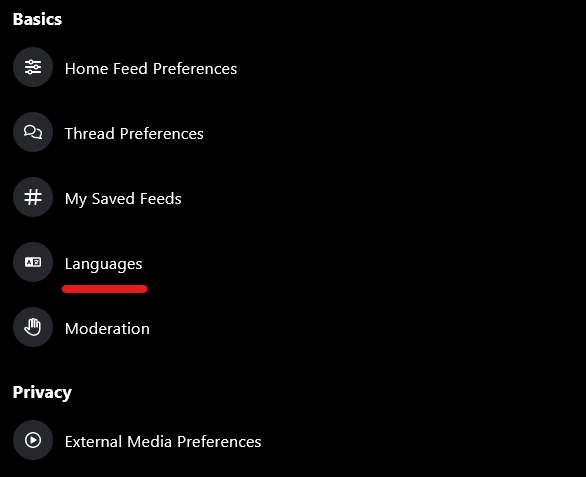 Basics
Home Feed Preferences
Thread Preferences
My Saved Feeds
Languages
Moderation
Privacy
External Media Preferences